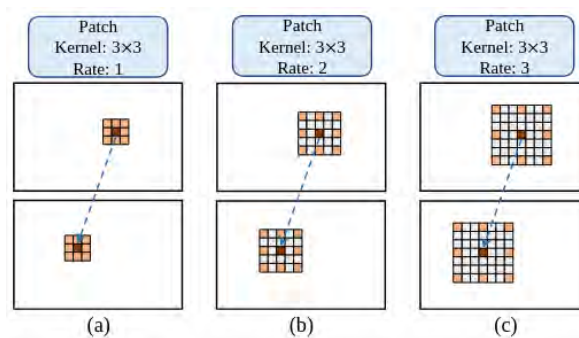 Patch
Kernel: 3×3
Rate: 1
Patch
Kernel: 3×3
Rate: 2
Patch
Kernel: 3×3
Rate: 3
(a)
(b)
(c)